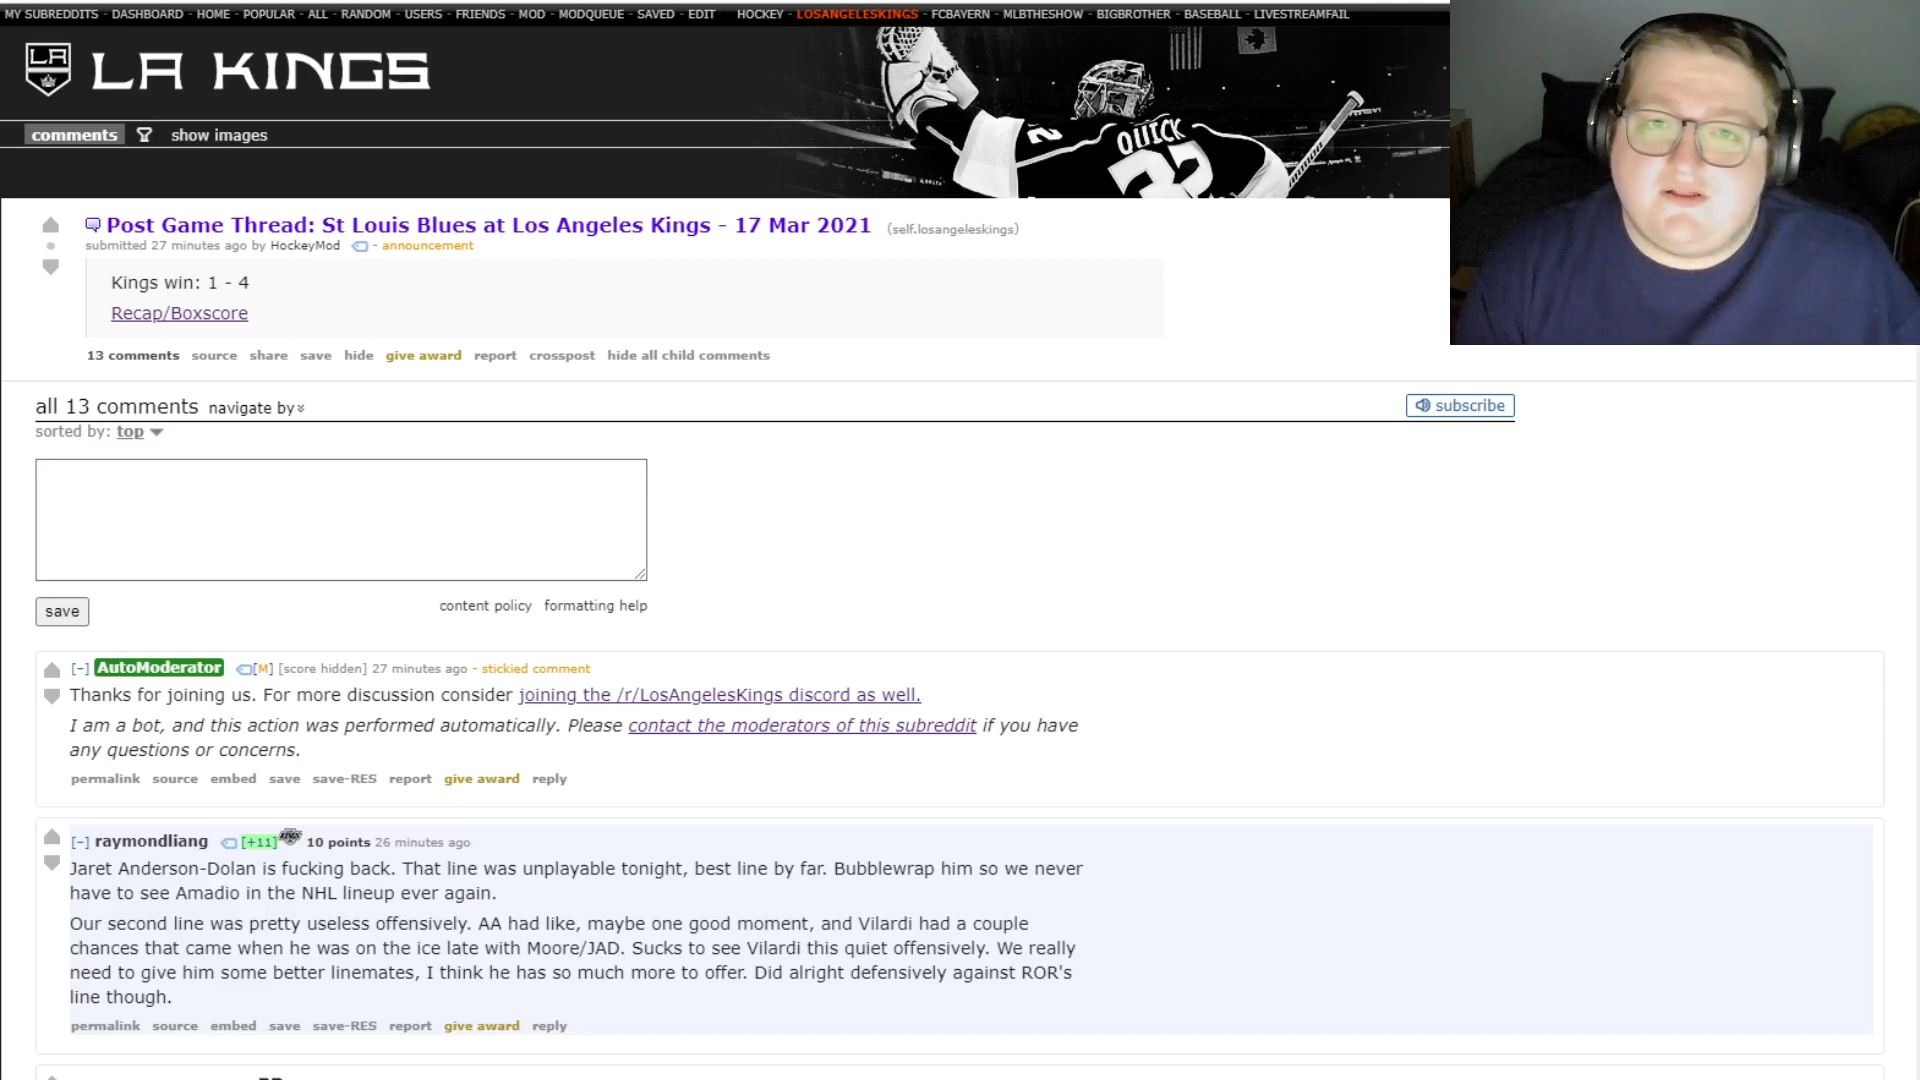 MY SUBREDDITS - DASHBOARD - HOME - POPULAR - ALL - RANDOM - USERS - FRIENDS - MOD - MODQUEUE - SAVED - EDIT HOCKEY - LOSANGELESKINGS - FCBAYERN - MLBTHESHOW - BIGBROTHER - BASEBALL - LIVESTREAMFAIL
LA
LA KINGS
QUICK
32
comments show images
Post Game Thread: St Louis Blues at Los Angeles Kings - 17 Mar 2021 (self.losangeleskings)
submitted 27 minutes ago by HockeyMod - announcement
Kings win: 1 - 4
Recap/Boxscore
13 comments source share save hide give award report crosspost hide all child comments
all 13 comments navigate by
subscribe
sorted by: top
save
content policy formatting help
[-] AutoModerator [M] [score hidden] 27 minutes ago - stickied comment
Thanks for joining us. For more discussion consider joining the /r/LosAngelesKings discord as well.
I am a bot, and this action was performed automatically. Please contact the moderators of this subreddit if you have
any questions or concerns.
permalink source embed save save-RES report give award reply
[-] raymondliang [+11] 10 points 26 minutes ago
Jaret Anderson-Dolan is fucking back. That line was unplayable tonight, best line by far. Bubblewrap him so we never
have to see Amadio in the NHL lineup ever again.
Our second line was pretty useless offensively. AA had like, maybe one good moment, and Vilardi had a couple
chances that came when he was on the ice late with Moore/JAD. Sucks to see Vilardi this quiet offensively. We really
need to give him some better linemates, I think he has so much more to offer. Did alright defensively against ROR's
line though.
permalink source embed save save-RES report give award reply